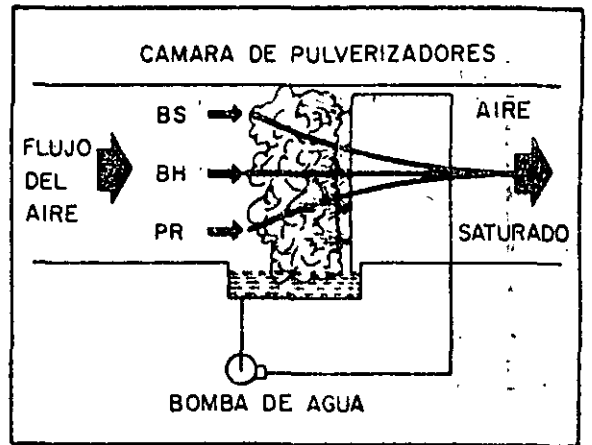 CAMARA DE PULVERIZADORES
BS
AIRE
FLUJO
DEL
AIRE
BH
PR
SATURADO
BOMBA DE AGUA